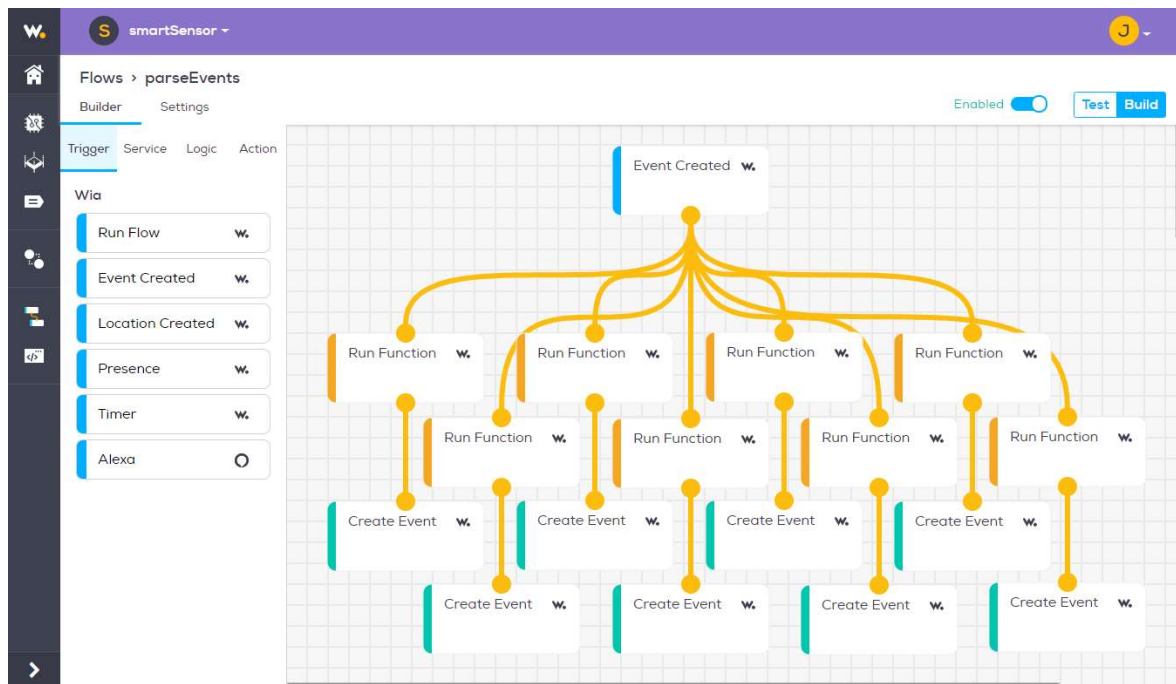 w.
S smartSensor
J
Flows › parseEvents
Builder Settings
Enabled Test Build
Trigger Service Logic Action
Wia
Run Flow w.
Event Created w.
Location Created w.
Presence w.
Timer w.
Alexa
Event Created w.
Run Function w. Run Function w. Run Function w. Run Function w.
Run Function w. Run Function w. Run Function w. Run Function w.
Create Event w. Create Event w. Create Event w. Create Event w.
Create Event w. Create Event w. Create Event w. Create Event w.